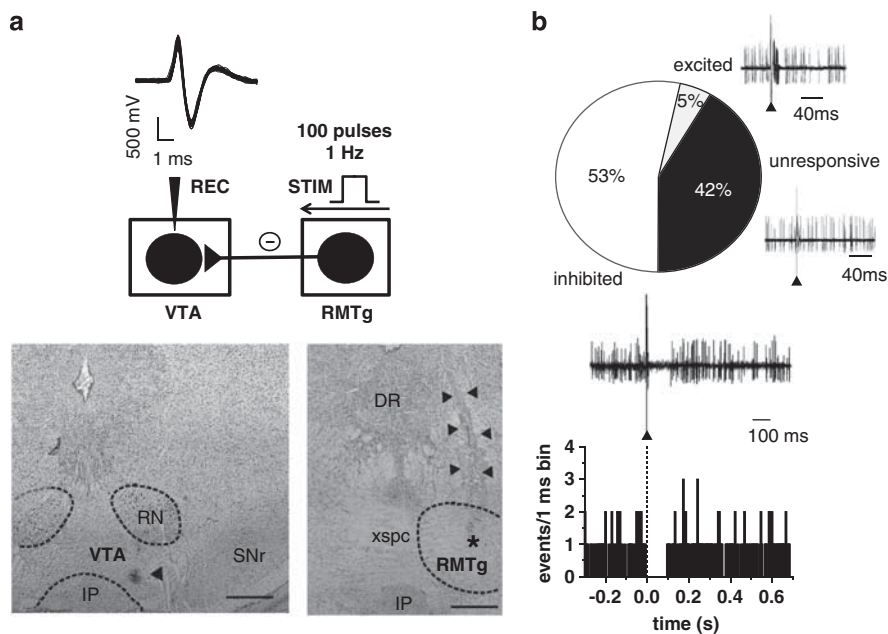 a
500 mV
1 ms
100 pulses
1 Hz
REC
STIM
−
VTA
RMTg
RN
VTA
SNr
IP
DR
xspc
*
RMTg
IP
b
excited
5%
53%
42%
40ms
unresponsive
40ms
inhibited
100 ms
events/1 ms bin
4
3
2
1
0
-0.2 0.0 0.2 0.4 0.6
time (s)